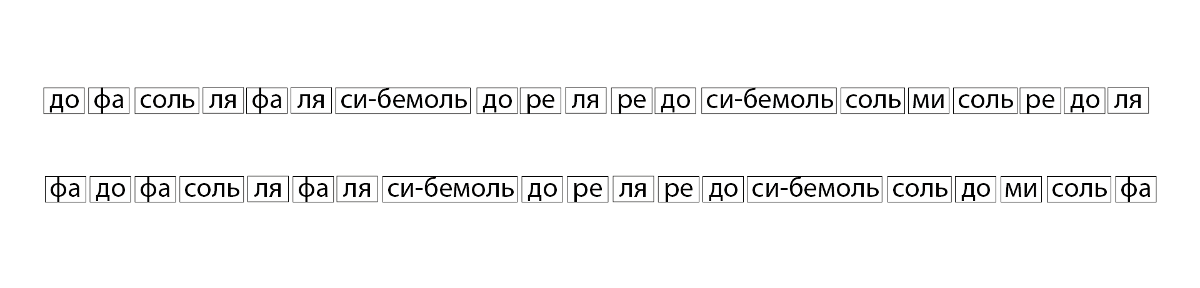 до фа соль ля фа ля си-бемоль до ре ля ре до си-бемоль соль ми соль ре до ля
фа до фа соль ля фа ля си-бемоль до ре ля ре до си-бемоль соль до ми соль фа